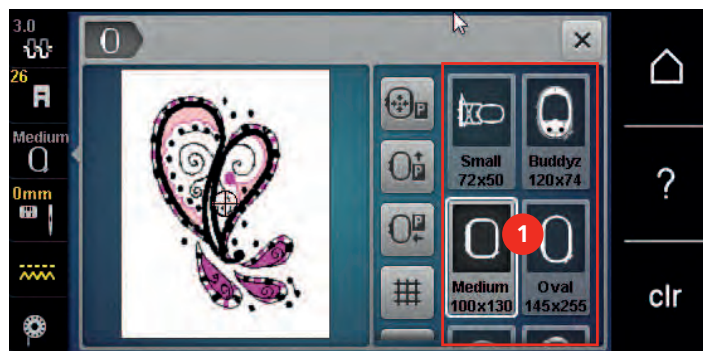 3.0
26
Medium
0mm
P
P
P
Small
72x50
Buddyz
120x74
1
Medium
100x130
Oval
145x255
?
clr